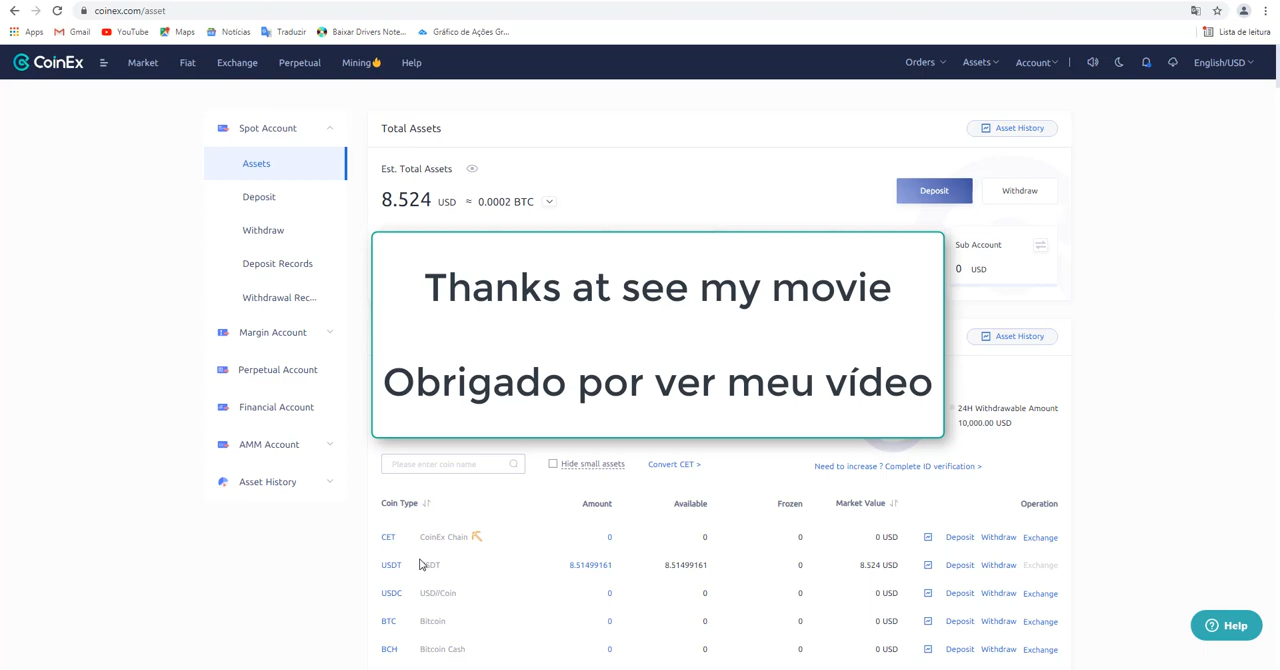 coinex.com/asset
Apps Gmail YouTube Maps Notícias Traduzir Baixar Drivers Note... Gráfico de Ações Gr... Lista de leitura
CoinEx Market Fiat Exchange Perpetual Mining Help Orders Assets Account English/USD
Spot Account
Assets
Deposit
Withdraw
Deposit Records
Withdrawal Rec...
Margin Account
Perpetual Account
Financial Account
AMM Account
Asset History
Total Assets Asset History
Est. Total Assets
8.524 USD ≈ 0.0002 BTC Deposit Withdraw
Sub Account
0 USD
Thanks at see my movie
Obrigado por ver meu vídeo
Asset History
24H Withdrawable Amount
10,000.00 USD
Please enter coin name Hide small assets Convert CET > Need to increase ? Complete ID verification >
Coin Type Amount Available Frozen Market Value Operation
CET CoinEx Chain 0 0 0 0 USD Deposit Withdraw Exchange
USDT 8.51499161 8.51499161 0 8.524 USD Deposit Withdraw Exchange
USDC USD//Coin 0 0 0 0 USD Deposit Withdraw Exchange
BTC Bitcoin 0 0 0 0 USD Deposit Withdraw Exchange
BCH Bitcoin Cash 0 0 0 0 USD Deposit Withdraw Exchange
Help